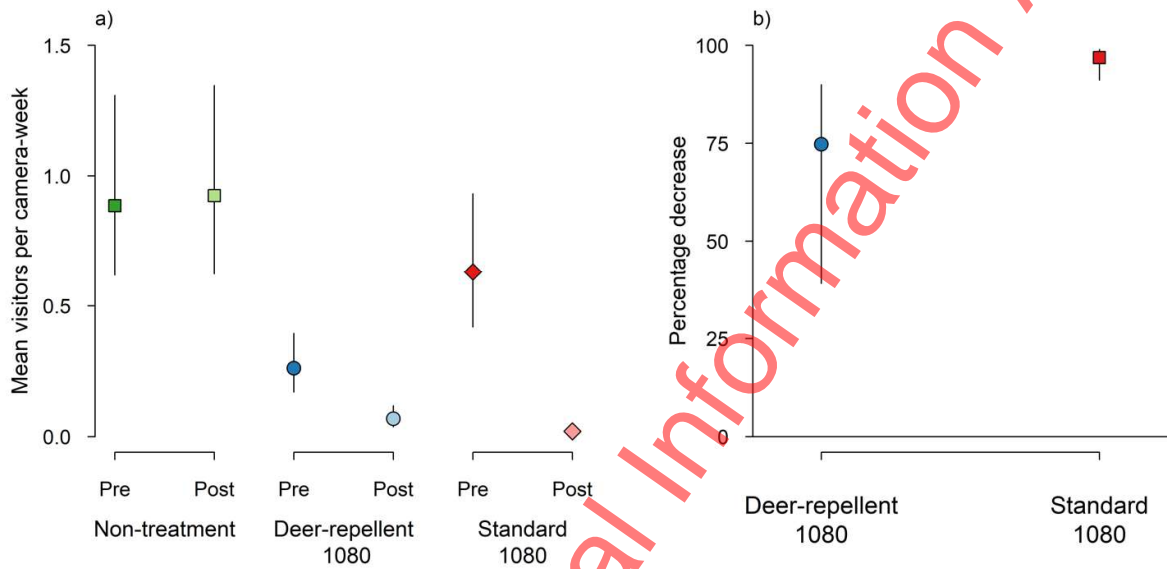 a)
Mean visitors per camera-week
1.5
1.0
0.5
0.0
Pre Post Pre Post Pre Post
Non-treatment Deer-repellent Standard
1080 1080
b)
Percentage decrease
100
75
50
25
0
Deer-repellent Standard
1080 1080
Information